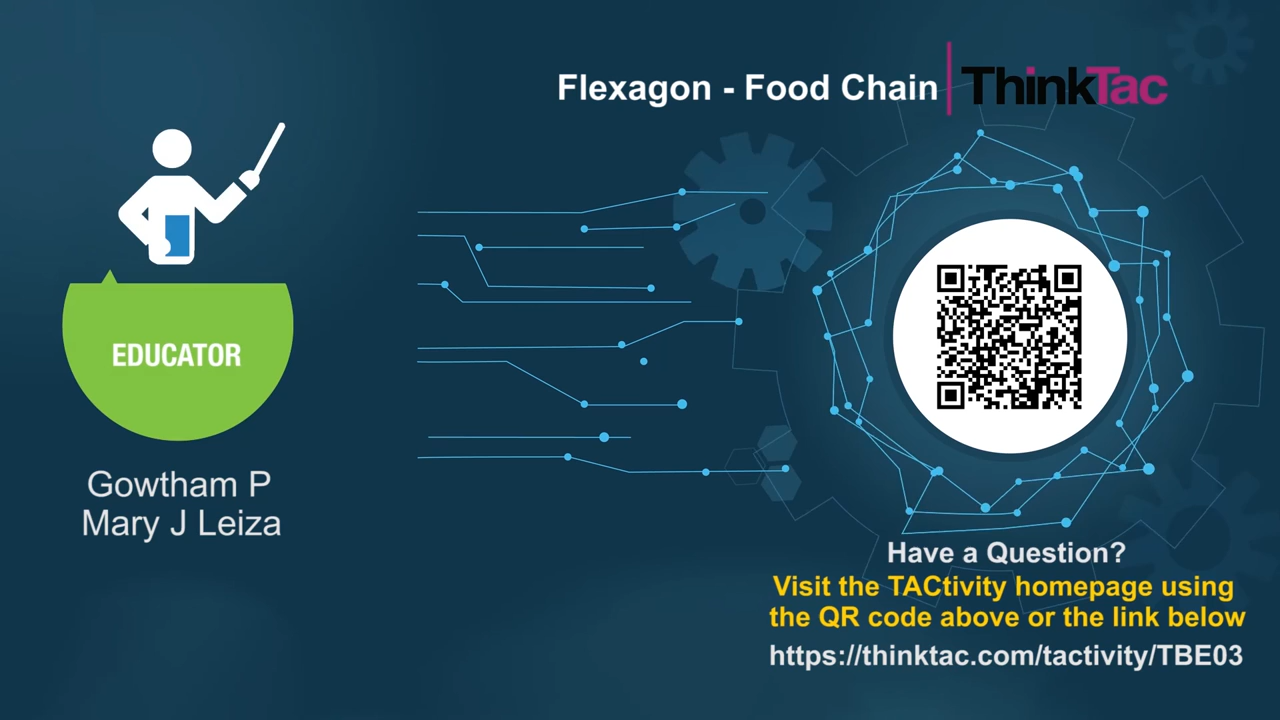 Flexagon - Food Chain
ThinkTac
EDUCATOR
Gowtham P
Mary J Leiza
Have a Question?
Visit the TACtivity homepage using
the QR code above or the link below
https://thinktac.com/tactivity/TBE03